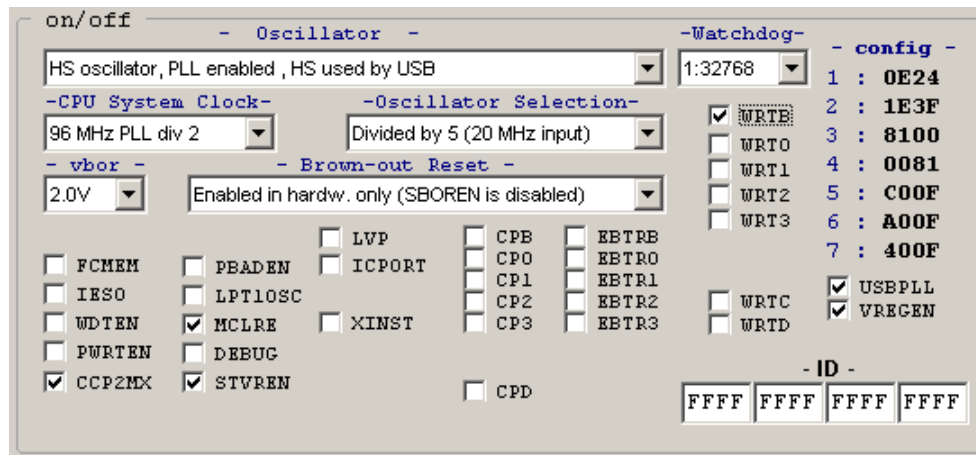 on/off
- Oscillator -
HS oscillator, PLL enabled , HS used by USB
-Watchdog-
1:32768
-CPU System Clock-
96 MHz PLL div 2
-Oscillator Selection-
Divided by 5 (20 MHz input)
- vbor -
2.0V
- Brown-out Reset -
Enabled in hardw. only (SBOREN is disabled)
FCMEM
IESO
WDTEN
PWRTEN
CCP2MX
PBADEN
LPT1OSC
MCLRE
DEBUG
STVREN
LVP
ICPORT
XINST
CPB
CP0
CP1
CP2
CP3
CPD
EBTRB
EBTR0
EBTR1
EBTR2
EBTR3
WRTB
WRT0
WRT1
WRT2
WRT3
WRTC
WRTD
- config -
1 : 0E24
2 : 1E3F
3 : 8100
4 : 0081
5 : C00F
6 : A00F
7 : 400F
USBPLL
VREGEN
- ID -
FFFF FFFF FFFF FFFF